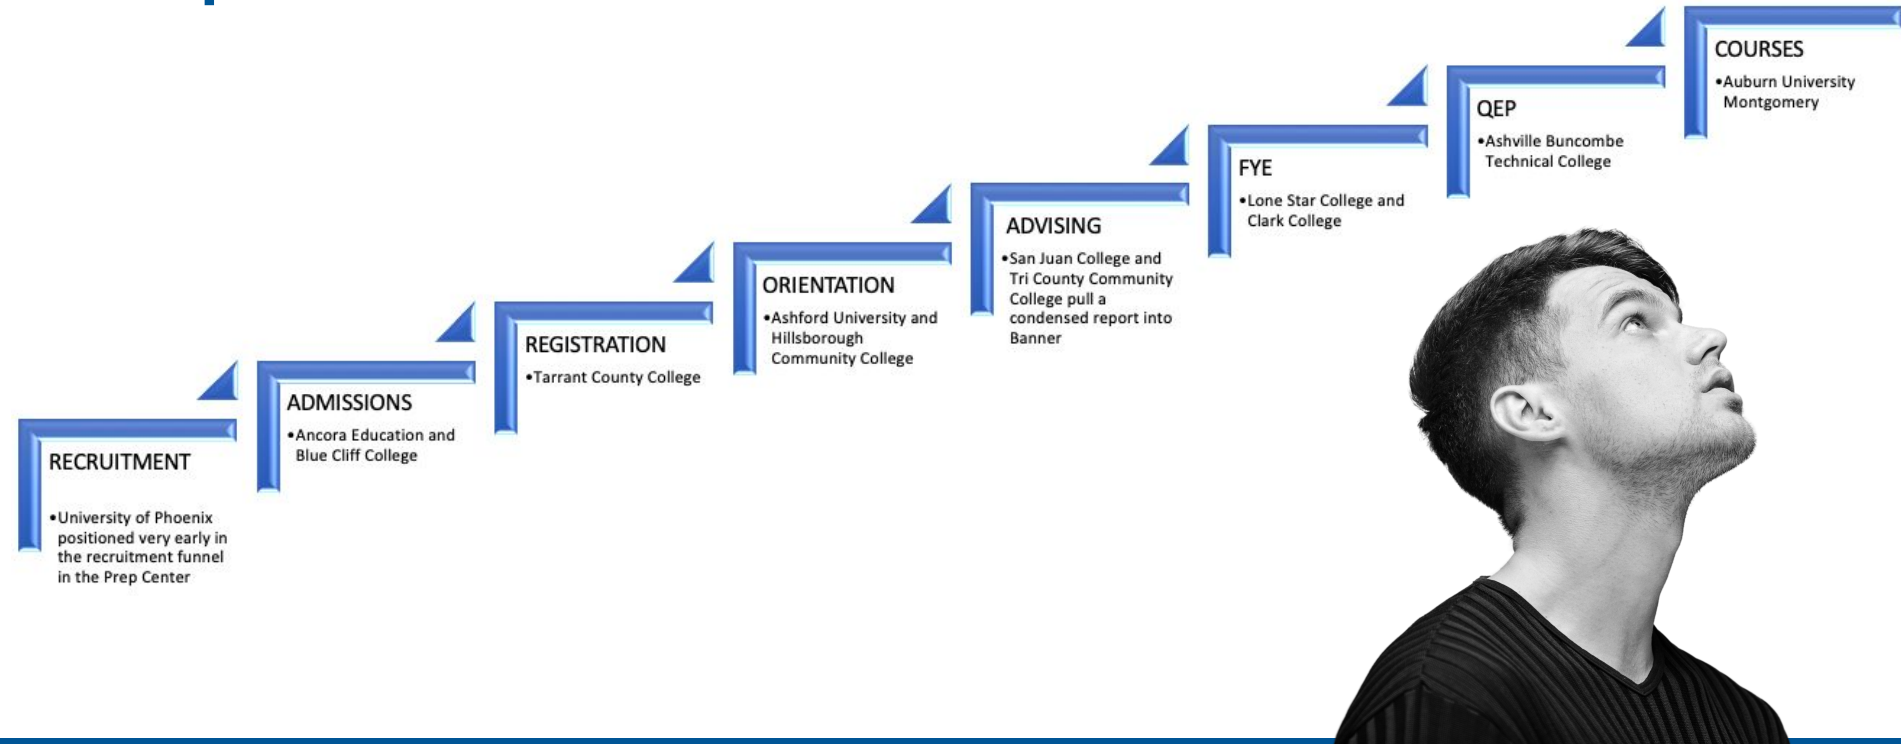 RECRUITMENT
•University of Phoenix
positioned very early in
the recruitment funnel
in the Prep Center
ADMISSIONS
•Ancora Education and
Blue Cliff College
REGISTRATION
•Tarrant County College
ORIENTATION
•Ashford University and
Hillsborough
Community College
ADVISING
•San Juan College and
Tri County Community
College pull a
condensed report into
Banner
FYE
•Lone Star College and
Clark College
QEP
•Ashville Buncombe
Technical College
COURSES
•Auburn University
Montgomery